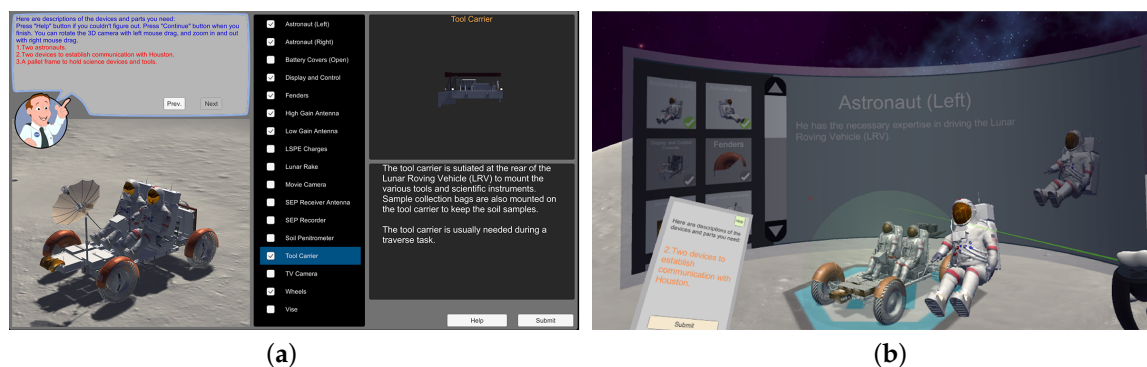 Here are descriptions of the devices and parts you need:
Press "Help" button if you couldn't figure out. Press "Continue" button when you
finish. You can rotate the 3D camera with left mouse drag, and zoom in and out
with right mouse drag.
1.Two astronauts.
2.Two devices to establish communication with Houston.
3.A pallet frame to hold science devices and tools.
Prev.
Next
Astronaut (Left)
Astronaut (Right)
Battery Covers (Open)
Display and Control
Fenders
High Gain Antenna
Low Gain Antenna
LSPE Charges
Lunar Rake
Movie Camera
SEP Receiver Antenna
SEP Recorder
Soil Penitrometer
Tool Carrier
TV Camera
Wheels
Vise
Tool Carrier
The tool carrier is sutiated at the rear of the
Lunar Roving Vehicle (LRV) to mount the
various tools and scientific instruments.
Sample collection bags are also mounted on
the tool carrier to keep the soil samples.
The tool carrier is usually needed during a
traverse task.
Help
Submit
(a)
Astronaut (Left)
He has the necessary expertise in driving the Lunar
Roving Vehicle (LRV).
Fenders
Help
Here are descriptions of the
devices and parts you need:
2.Two devices to
establish
communication with
Houston.
Submit
(b)